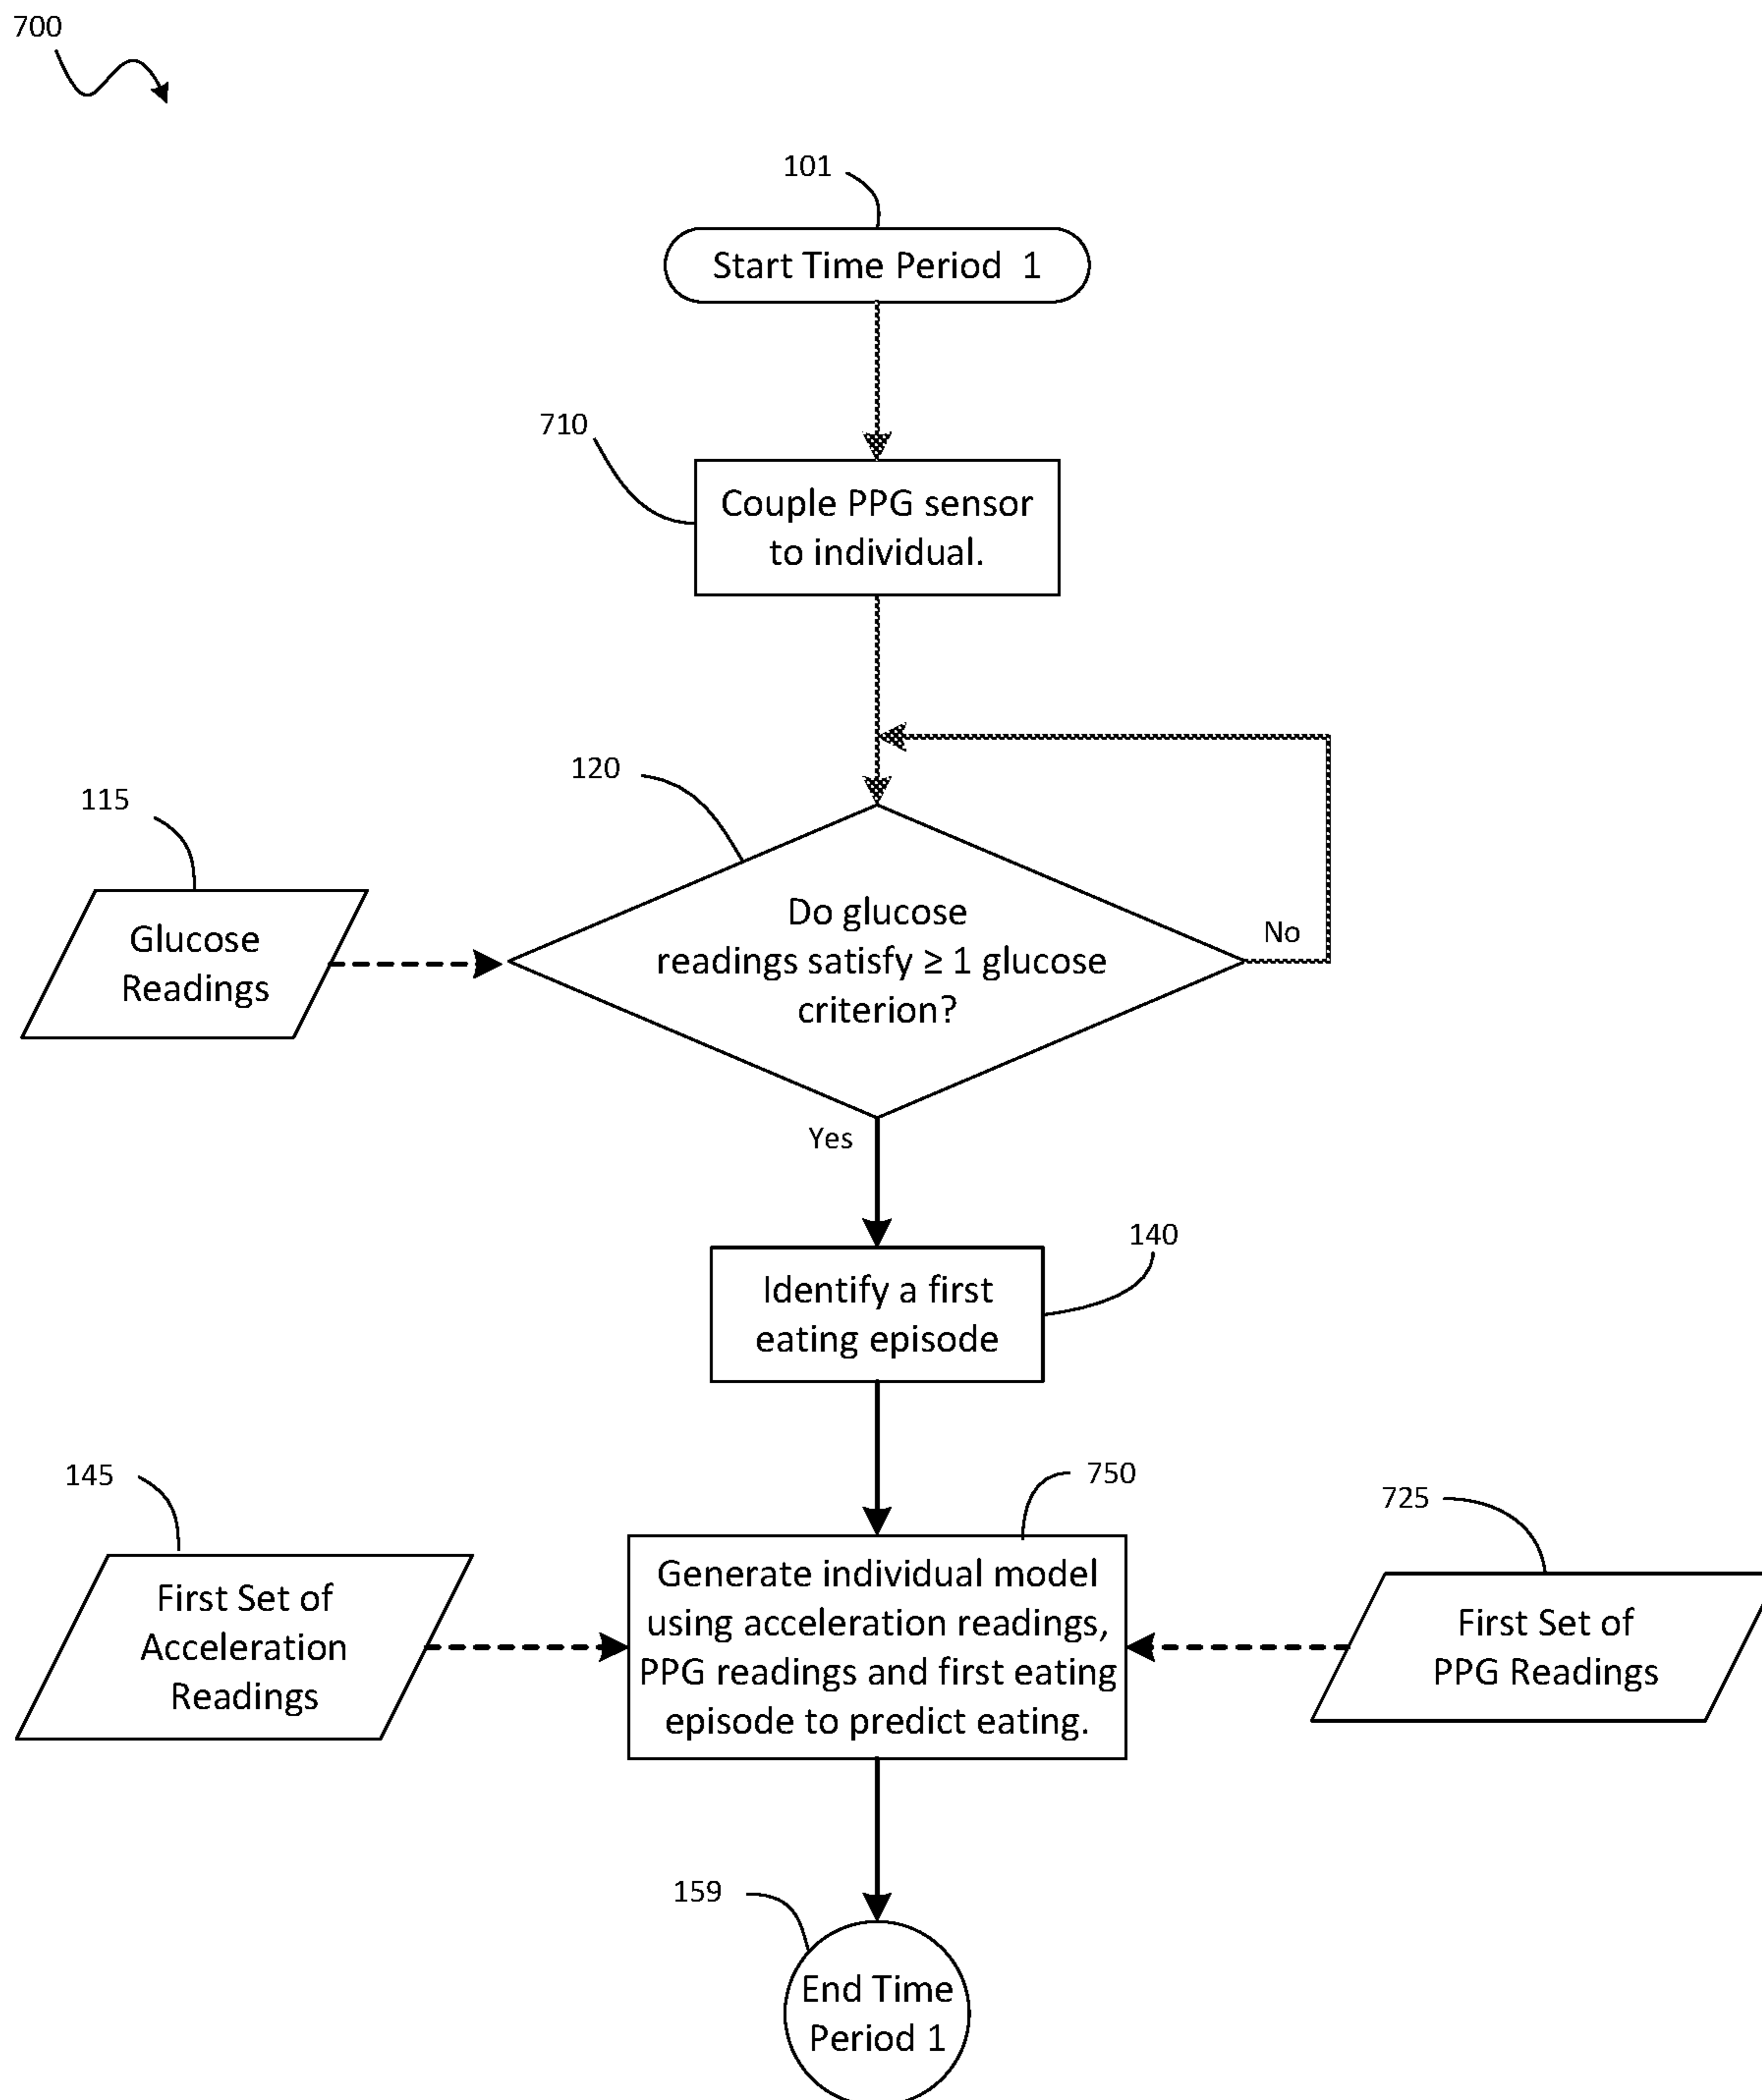 700
101
Start Time Period 1
710
Couple PPG sensor
to individual.
120
115
Glucose
Readings
Do glucose
readings satisfy ≥ 1 glucose
criterion?
No
Yes
140
Identify a first
eating episode
145
750
725
First Set of
Acceleration
Readings
Generate individual model
using acceleration readings,
PPG readings and first eating
episode to predict eating.
First Set of
PPG Readings
159
End Time
Period 1